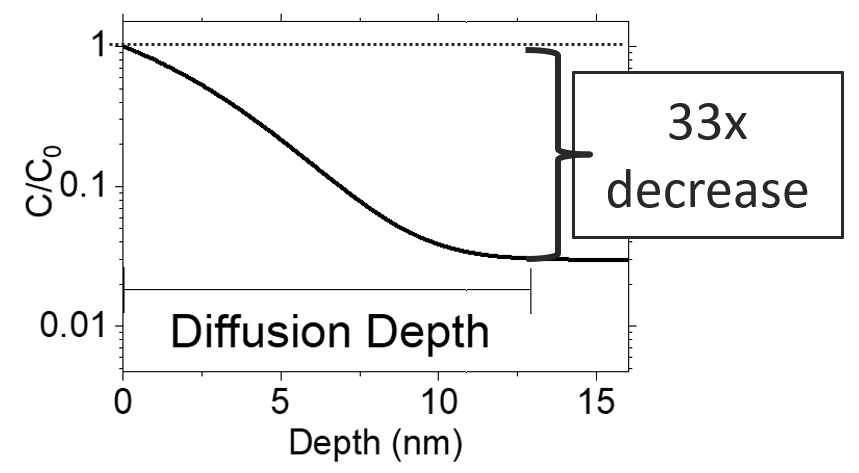 1
0.1
0.01
C/C₀
33x
decrease
Diffusion Depth
0 5 10 15
Depth (nm)